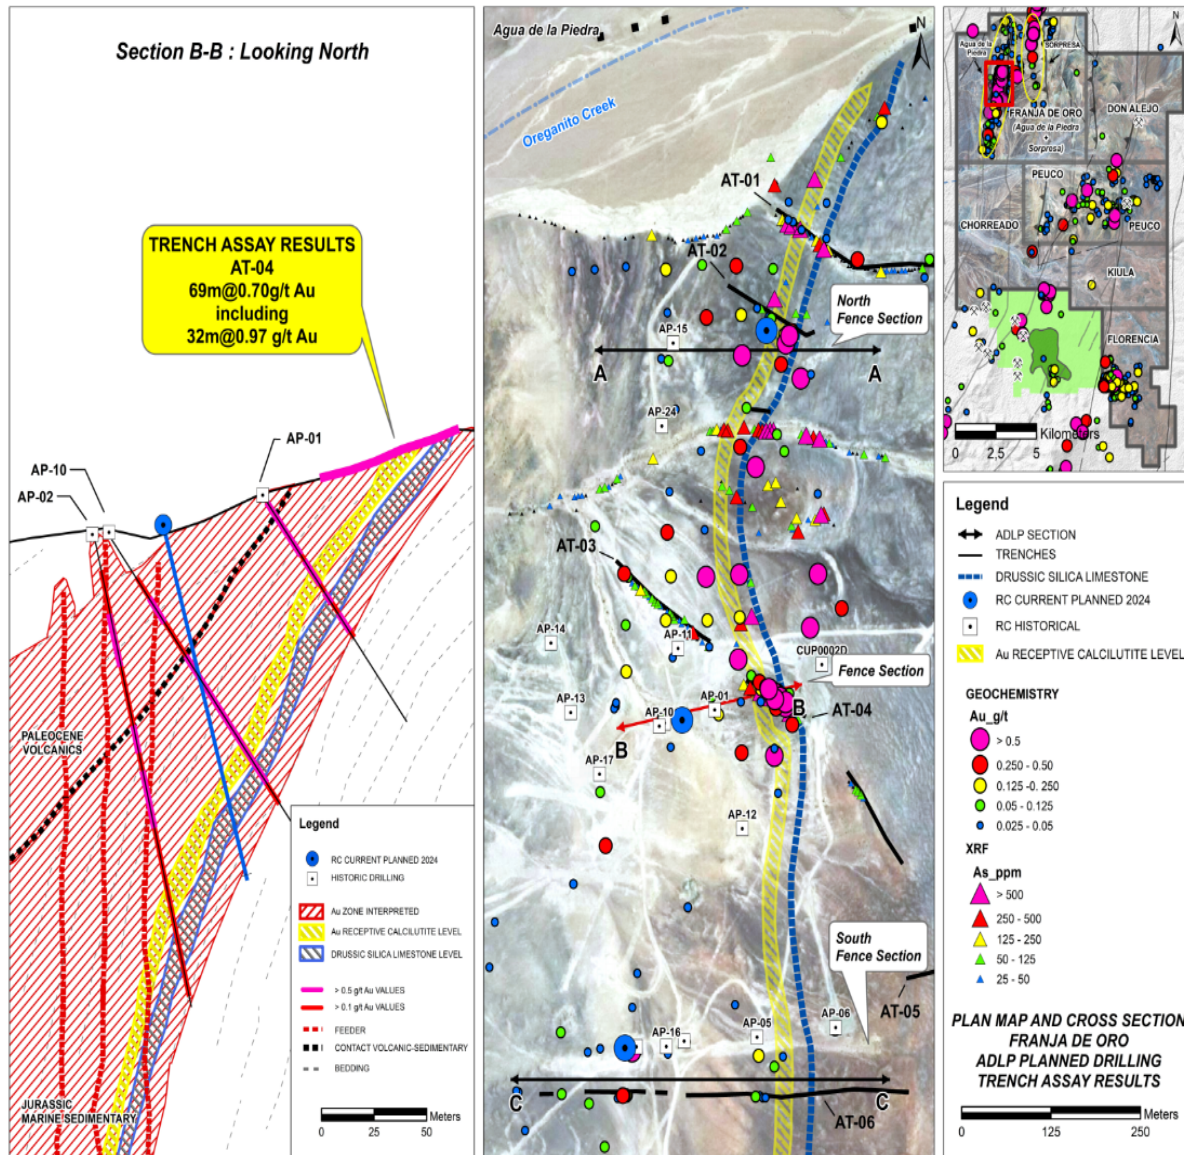 Section B-B : Looking North
TRENCH ASSAY RESULTS
AT-04
69m@0.70g/t Au
including
32m@0.97 g/t Au
AP-01
AP-10
AP-02
PALEOCENE
VOLCANICS
JURASSIC
MARINE SEDIMENTARY
Legend
RC CURRENT PLANNED 2024
HISTORIC DRILLING
Au ZONE INTERPRETED
Au RECEPTIVE CALCILUTITE LEVEL
DRUSSIC SILICA LIMESTONE LEVEL
> 0.5 g/t Au VALUES
> 0.1 g/t Au VALUES
FEEDER
CONTACT VOLCANIC-SEDIMENTARY
BEDDING
Meters
0 25 50
Agua de la Piedra
N
Oreganito Creek
AT-01
AT-02
North
Fence Section
AP-15
A
A
AP-24
AT-03
AP-14
AP-11
CUP0002D
Fence Section
AP-13
AP-10
AP-01
B
AT-04
B
AP-17
AP-12
South
Fence Section
AT-05
AP-16
AP-05
AP-06
C
C
AT-06
N
Agua de la
Piedra
SORPRESA
FRANJA DE ORO
(Agua de la Piedra
+
Sorpresa)
DON ALEJO
PEUCO
CHORREADO
PEUCO
KIULA
FLORENCIA
Kilometers
0 2,5 5
Legend
ADLP SECTION
TRENCHES
DRUSSIC SILICA LIMESTONE
RC CURRENT PLANNED 2024
RC HISTORICAL
Au RECEPTIVE CALCILUTITE LEVEL
GEOCHEMISTRY
Au_g/t
> 0.5
0.250 - 0.50
0.125 -0. 250
0.05 - 0.125
0.025 - 0.05
XRF
As_ppm
> 500
250 - 500
125 - 250
50 - 125
25 - 50
PLAN MAP AND CROSS SECTION
FRANJA DE ORO
ADLP PLANNED DRILLING
TRENCH ASSAY RESULTS
Meters
0 125 250